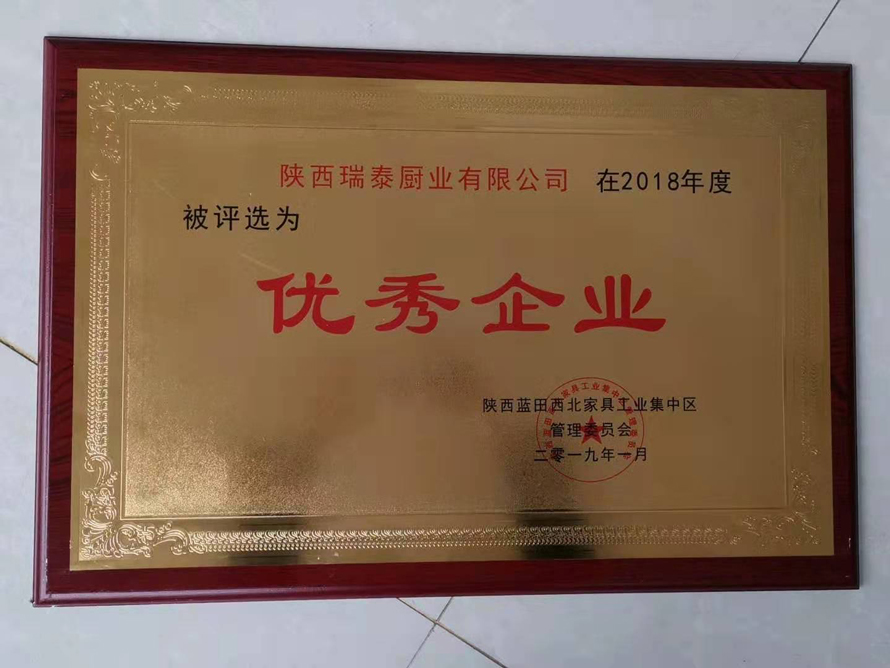 陕西瑞泰厨业有限公司 在2018年度
被评选为
优秀企业
陕西蓝田西北家具工业集中区
管理委员会
二零一九年一月